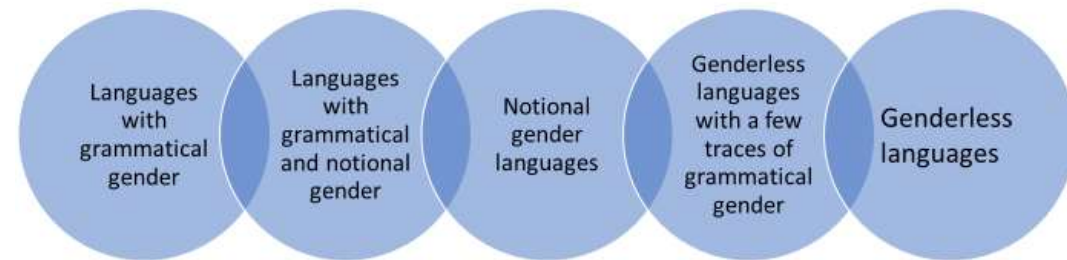 Languages
with
grammatical
gender
Languages
with
grammatical
and notional
gender
Notional
gender
languages
Genderless
languages
with a few
traces of
grammatical
gender
Genderless
languages